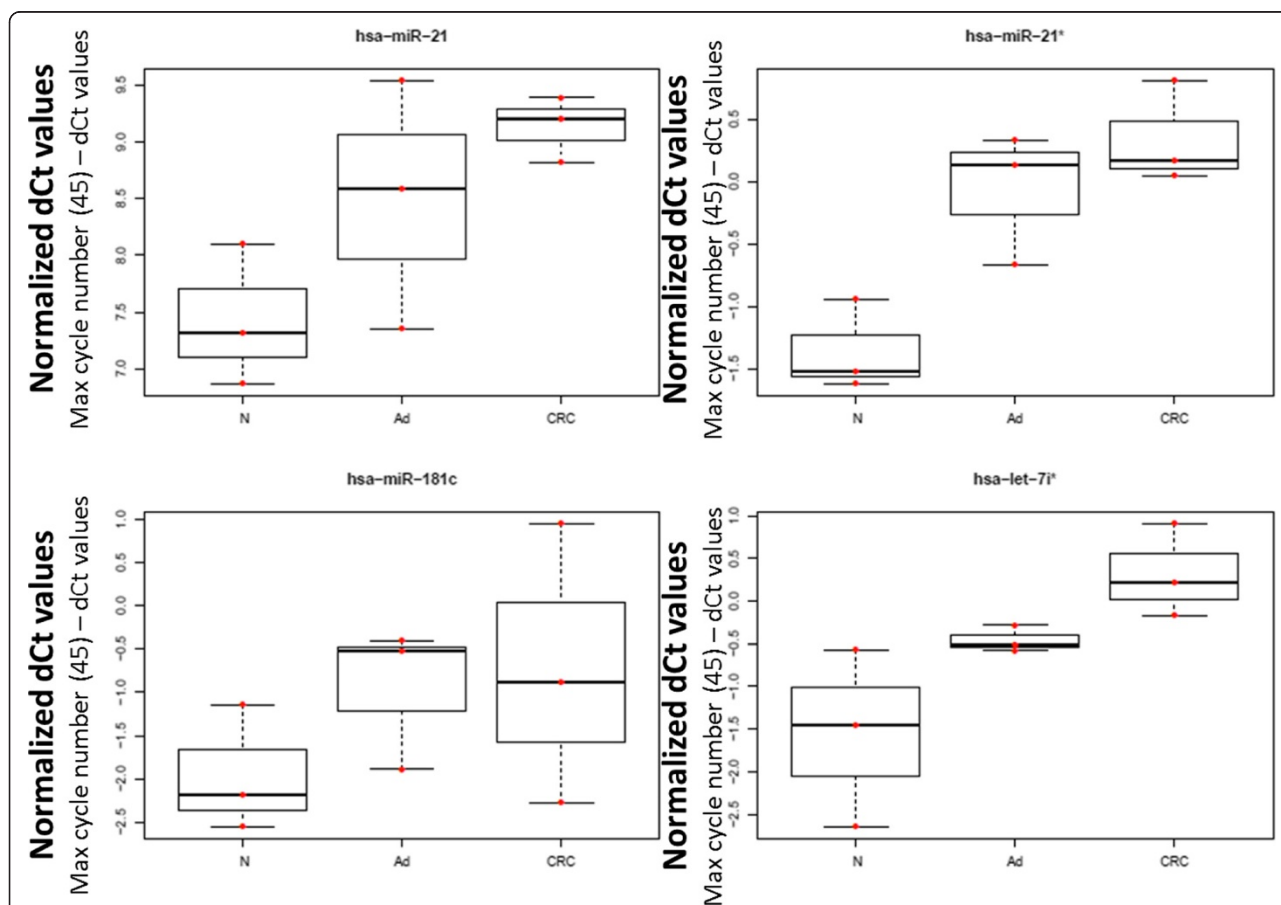 hsa-miR-21
Normalized dCt values
Max cycle number (45) – dCt values
9.5
9.0
8.5
8.0
7.5
7.0
N Ad CRC
hsa-miR-21*
Normalized dCt values
Max cycle number (45) – dCt values
0.5
0.0
-0.5
-1.0
-1.5
N Ad CRC
hsa-miR-181c
Normalized dCt values
Max cycle number (45) – dCt values
1.0
0.5
0.0
-0.5
-1.0
-1.5
-2.0
-2.5
N Ad CRC
hsa-let-7i*
Normalized dCt values
Max cycle number (45) – dCt values
1.0
0.5
0.0
-0.5
-1.0
-1.5
-2.0
-2.5
N Ad CRC